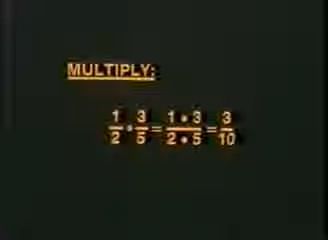 MULTIPLY:
1/2 • 3/5 = 1 • 3 / 2 • 5 = 3/10